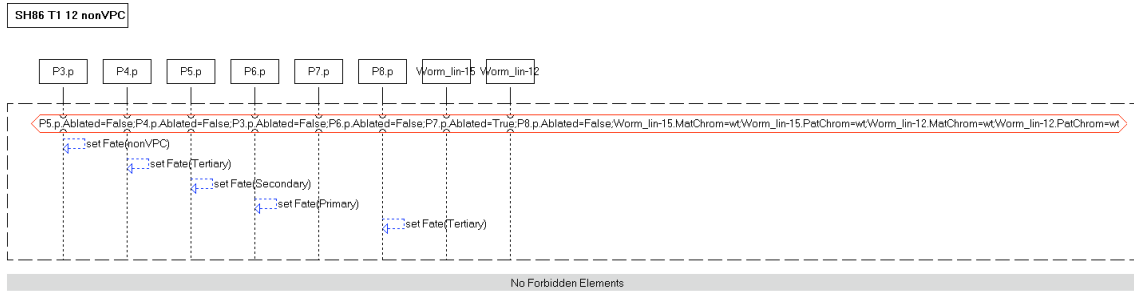 SH86 T1 12 nonVPC
P3.p P4.p P5.p P6.p P7.p P8.p Worm_lin-15 Worm_lin-12
P5.p.Ablated=False;P4.p.Ablated=False;P3.p.Ablated=False;P6.p.Ablated=False;P7.p.Ablated=True;P8.p.Ablated=False;Worm_lin-15.MatChrom=wt;Worm_lin-15.PatChrom=wt;Worm_lin-12.MatChrom=wt;Worm_lin-12.PatChrom=wt
set Fate(nonVPC)
set Fate(Tertiary)
set Fate(Secondary)
set Fate(Primary)
set Fate(Tertiary)
No Forbidden Elements